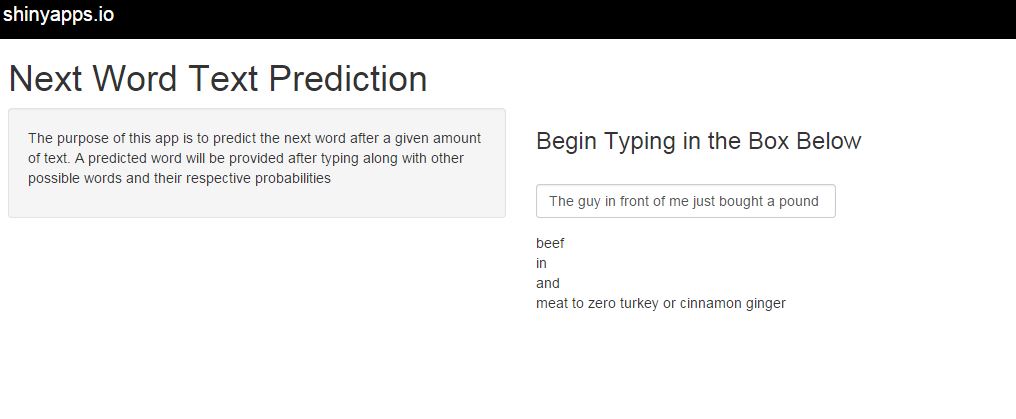 shinyapps.io
Next Word Text Prediction
The purpose of this app is to predict the next word after a given amount
of text. A predicted word will be provided after typing along with other
possible words and their respective probabilities
Begin Typing in the Box Below
The guy in front of me just bought a pound
beef
in
and
meat to zero turkey or cinnamon ginger